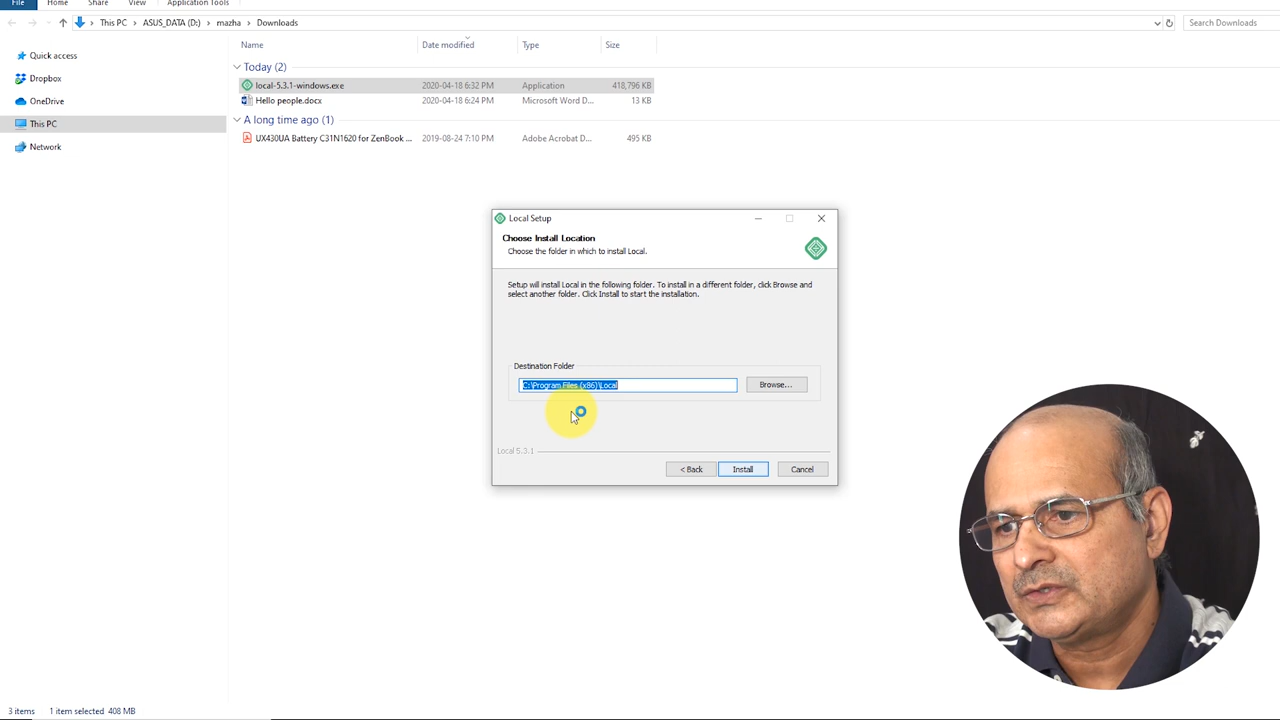 File Home Share View Application Tools
This PC > ASUS_DATA (D:) > mazha > Downloads Search Downloads
Name Date modified Type Size
Quick access
Dropbox
OneDrive
This PC
Network
Today (2)
local-5.3.1-windows.exe 2020-04-18 6:32 PM Application 418,796 KB
Hello people.docx 2020-04-18 6:24 PM Microsoft Word D... 13 KB
A long time ago (1)
UX430UA Battery C31N1620 for ZenBook ... 2019-08-24 7:10 PM Adobe Acrobat D... 495 KB
Local Setup
Choose Install Location
Choose the folder in which to install Local.
Setup will install Local in the following folder. To install in a different folder, click Browse and
select another folder. Click Install to start the installation.
Destination Folder
C:\Program Files (x86)\Local Browse...
Local 5.3.1
< Back Install Cancel
3 items 1 item selected 408 MB